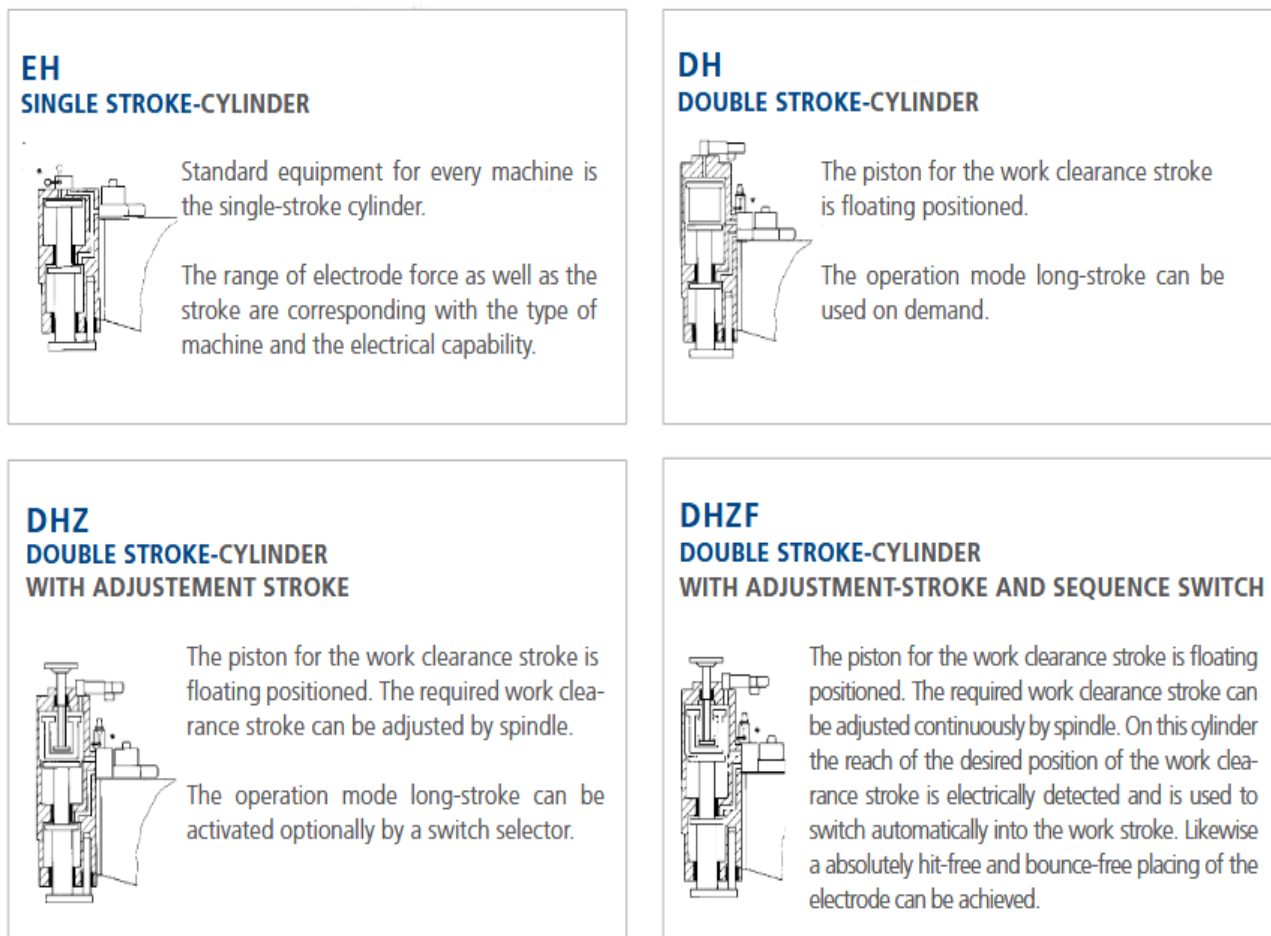 EH
SINGLE STROKE-CYLINDER
Standard equipment for every machine is
the single-stroke cylinder.
The range of electrode force as well as the
stroke are corresponding with the type of
machine and the electrical capability.
DH
DOUBLE STROKE-CYLINDER
The piston for the work clearance stroke
is floating positioned.
The operation mode long-stroke can be
used on demand.
DHZ
DOUBLE STROKE-CYLINDER
WITH ADJUSTEMENT STROKE
The piston for the work clearance stroke is
floating positioned. The required work clea-
rance stroke can be adjusted by spindle.
The operation mode long-stroke can be
activated optionally by a switch selector.
DHZF
DOUBLE STROKE-CYLINDER
WITH ADJUSTMENT-STROKE AND SEQUENCE SWITCH
The piston for the work clearance stroke is floating
positioned. The required work clearance stroke can
be adjusted continuously by spindle. On this cylinder
the reach of the desired position of the work clea-
rance stroke is electrically detected and is used to
switch automatically into the work stroke. Likewise
a absolutely hit-free and bounce-free placing of the
electrode can be achieved.